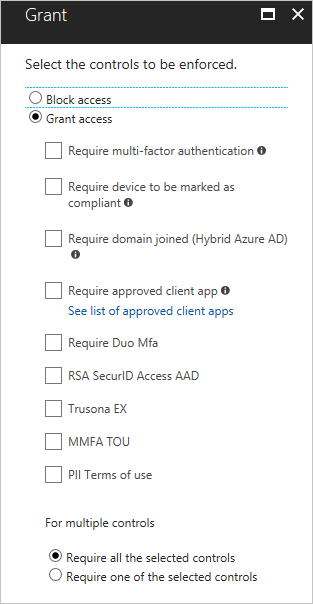 Grant
Select the controls to be enforced.
Block access
Grant access
Require multi-factor authentication
Require device to be marked as
compliant
Require domain joined (Hybrid Azure AD)
Require approved client app
See list of approved client apps
Require Duo Mfa
RSA SecurID Access AAD
Trusona EX
MMFA TOU
PII Terms of use
For multiple controls
Require all the selected controls
Require one of the selected controls